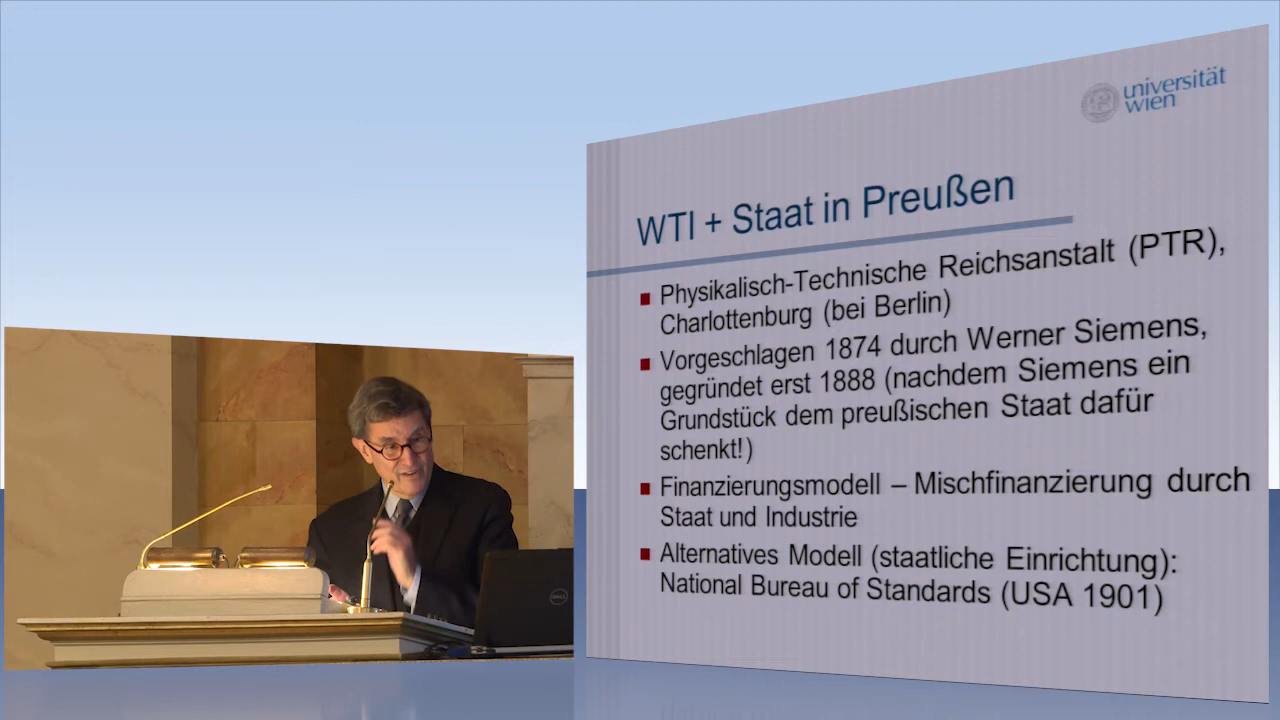 universität
wien
WTI + Staat in Preußen
Physikalisch-Technische Reichsanstalt (PTR),
Charlottenburg (bei Berlin)
Vorgeschlagen 1874 durch Werner Siemens,
gegründet erst 1888 (nachdem Siemens ein
Grundstück dem preußischen Staat dafür
schenkt!)
Finanzierungsmodell – Mischfinanzierung durch
Staat und Industrie
Alternatives Modell (staatliche Einrichtung):
National Bureau of Standards (USA 1901)
DELL